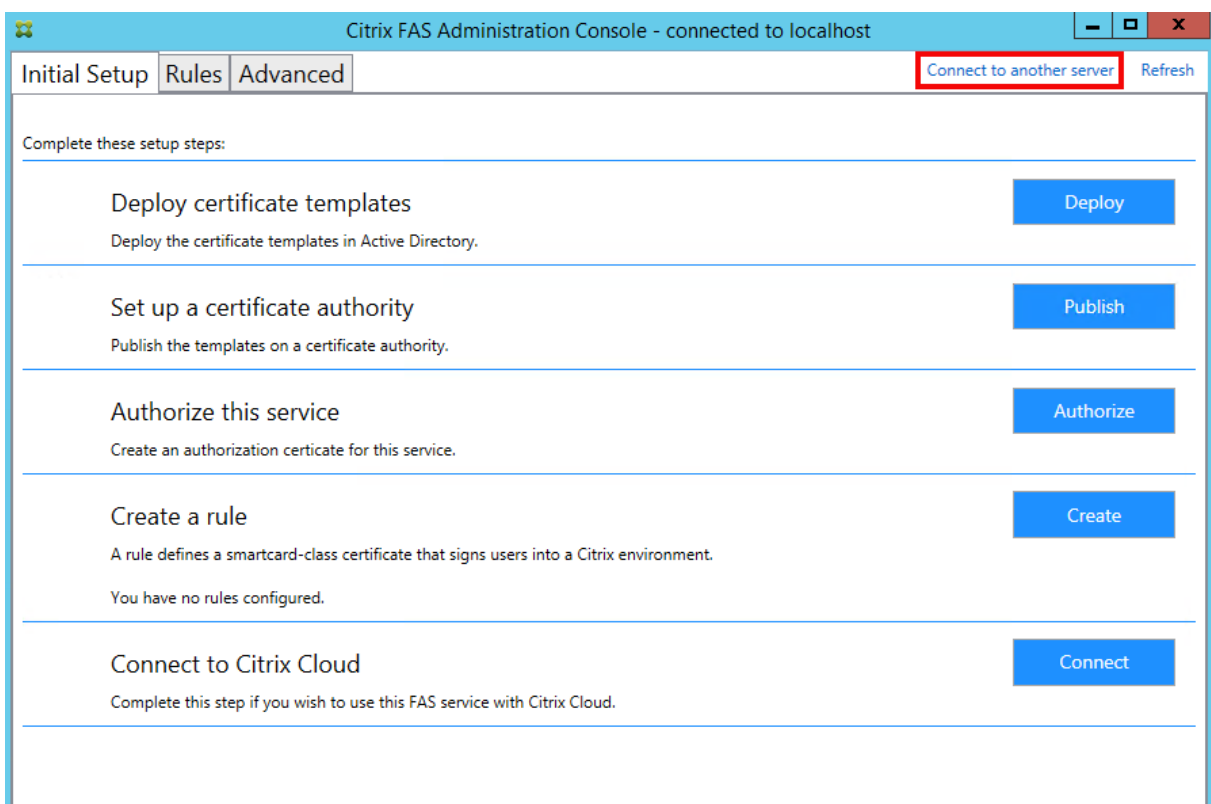 Citrix FAS Administration Console - connected to localhost
Initial Setup Rules Advanced Connect to another server Refresh
Complete these setup steps:
Deploy certificate templates Deploy
Deploy the certificate templates in Active Directory.
Set up a certificate authority Publish
Publish the templates on a certificate authority.
Authorize this service Authorize
Create an authorization certicate for this service.
Create a rule Create
A rule defines a smartcard-class certificate that signs users into a Citrix environment.
You have no rules configured.
Connect to Citrix Cloud Connect
Complete this step if you wish to use this FAS service with Citrix Cloud.